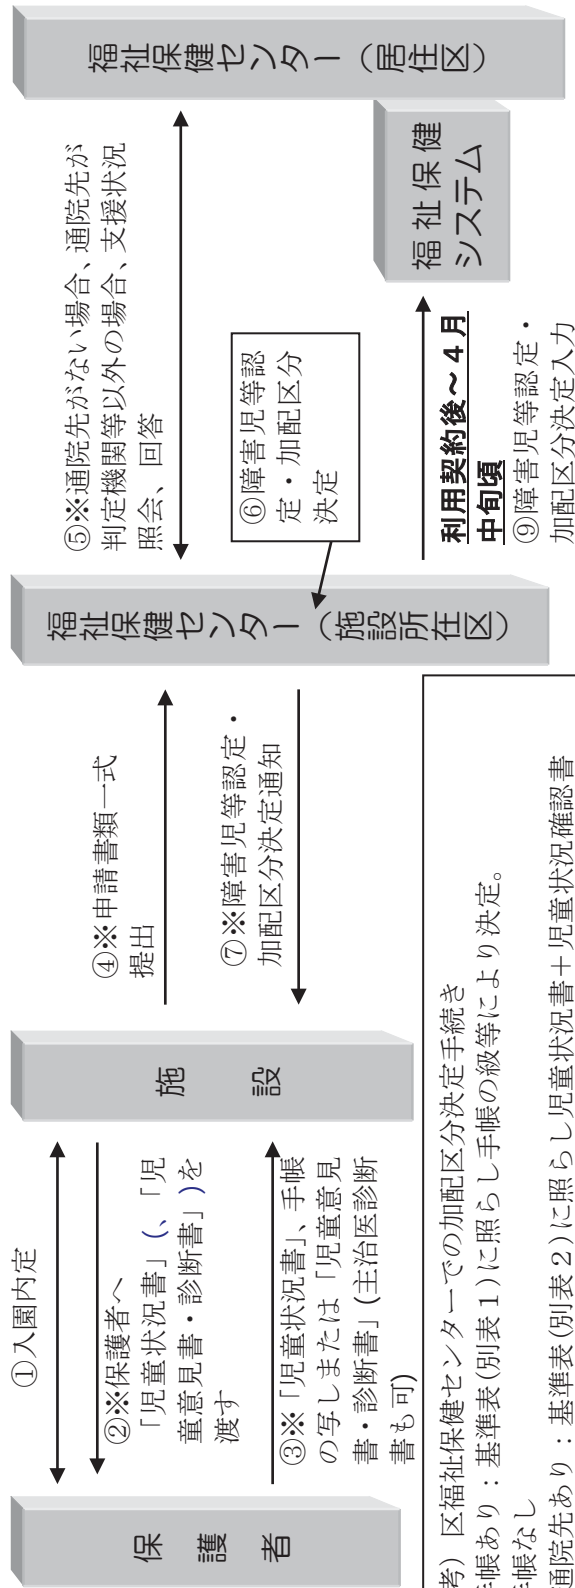 保護者
①入園内定
②※保護者へ
「児童状況書」(、「児
童意見書・診断書」)を
渡す
③※「児童状況書」、手帳
の写しまたは「児童意見
書・診断書」(主治医診断
書も可)
施設
④※申請書類一式
提出
⑦※障害児等認定・
加配区分決定通知
福祉保健センター（施設所在区）
⑤※通院先がない場合、通院先が
判定機関等以外の場合、支援状況
照会、回答
⑥障害児等認
定・加配区分
決定
利用契約後～４月
中旬頃
⑨障害児等認定・
加配区分決定入力
福祉保健センター（居住区）
福祉保健
システム
考）区福祉保健センターでの加配区分決定手続き
手帳あり：基準表(別表１)に照らし手帳の級等により決定。
手帳なし
通院先あり：基準表(別表２)に照らし児童状況書＋児童状況確認書